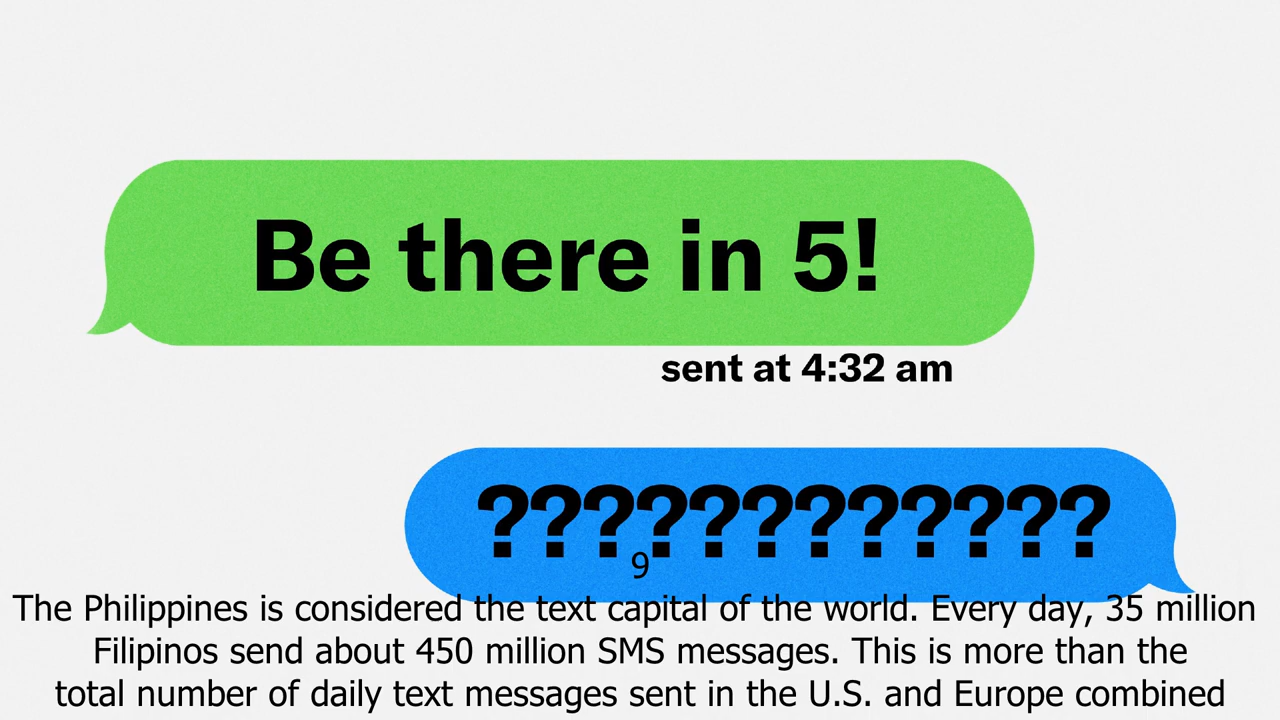 Be there in 5!
sent at 4:32 am
????????????
9
The Philippines is considered the text capital of the world. Every day, 35 million
Filipinos send about 450 million SMS messages. This is more than the
total number of daily text messages sent in the U.S. and Europe combined